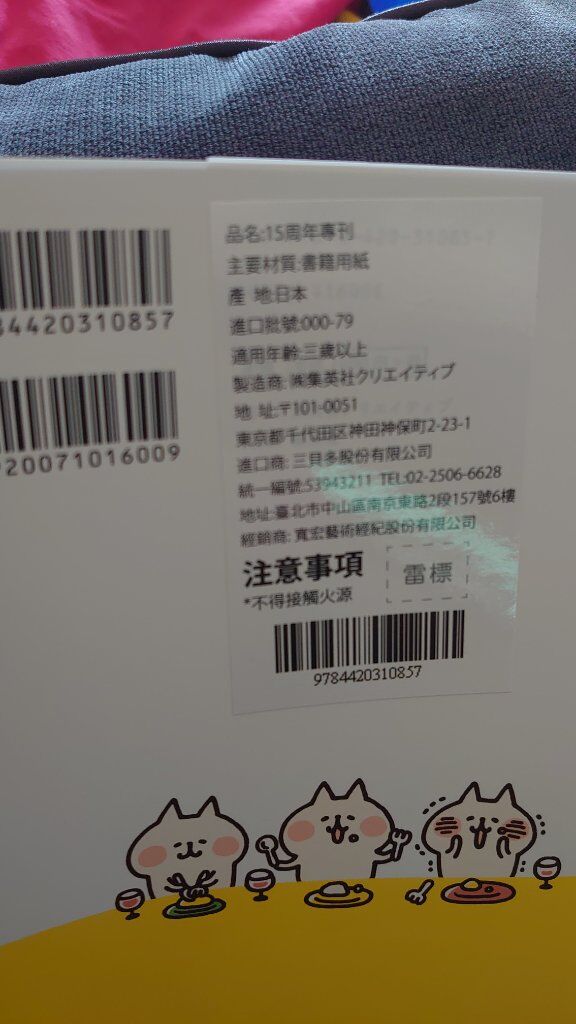 4420310857
20071016009
品名:15周年專刊
主要材質:書籍用紙
產 地:日本
進口批號:000-79
適用年齡:三歲以上
製造商: ㈱集英社クリエイティブ
地 址:〒101-0051
東京都千代田区神田神保町2-23-1
進口商: 三貝多股份有限公司
統一編號:53943211 TEL:02-2506-6628
地址:臺北市中山區南京東路2段157號6樓
經銷商: 寬宏藝術經紀股份有限公司
注意事項
雷標
*不得接觸火源
9784420310857